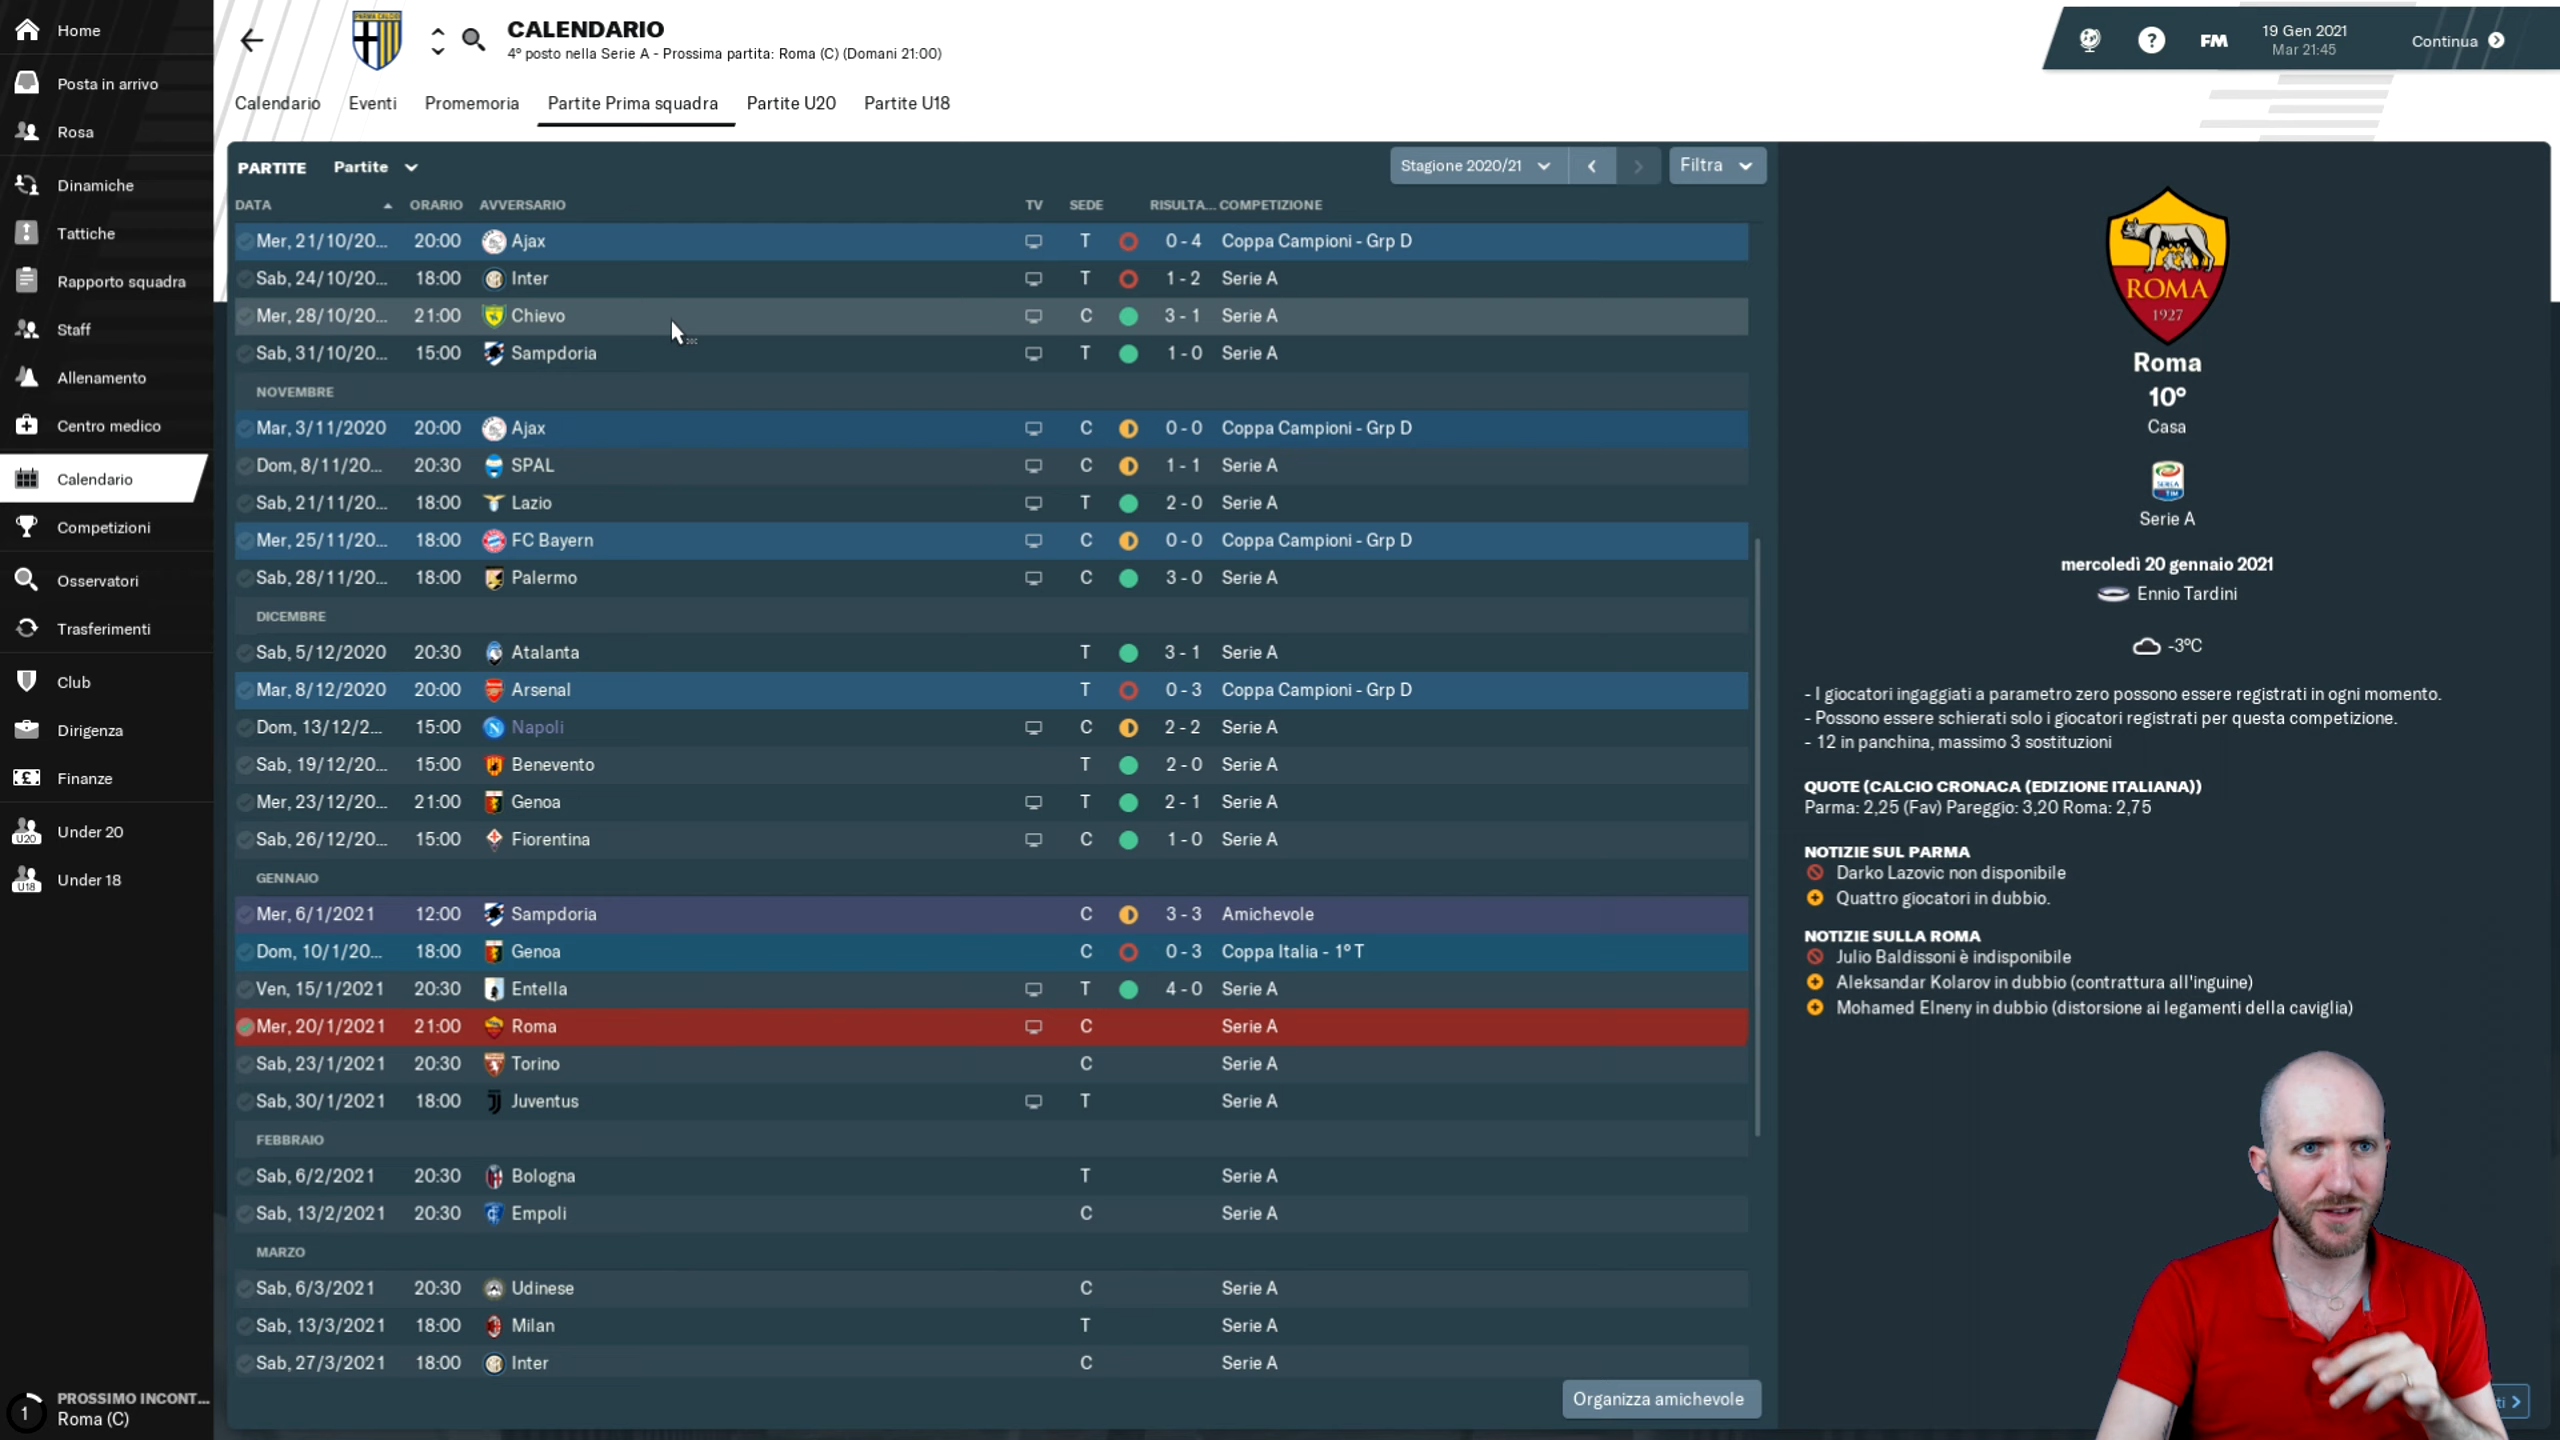 Home
Posta in arrivo
Rosa
Dinamiche
Tattiche
Rapporto squadra
Staff
Allenamento
Centro medico
Calendario
Competizioni
Osservatori
Trasferimenti
Club
Dirigenza
Finanze
U20 Under 20
U18 Under 18
1 PROSSIMO INCONT...
Roma (C)
CALENDARIO
4º posto nella Serie A - Prossima partita: Roma (C) (Domani 21:00)
? FM 19 Gen 2021 Continua
Mar 21:45
Calendario Eventi Promemoria Partite Prima squadra Partite U20 Partite U18
PARTITE Partite Stagione 2020/21 Filtra
DATA ORARIO AVVERSARIO TV SEDE RISULTA... COMPETIZIONE
Mer, 21/10/20... 20:00 Ajax T 0 - 4 Coppa Campioni - Grp D
Sab, 24/10/20... 18:00 Inter T 1 - 2 Serie A
Mer, 28/10/20... 21:00 Chievo C 3 - 1 Serie A
Sab, 31/10/20... 15:00 Sampdoria T 1 - 0 Serie A
NOVEMBRE
Mar, 3/11/2020 20:00 Ajax C 0 - 0 Coppa Campioni - Grp D
Dom, 8/11/20... 20:30 SPAL C 1 - 1 Serie A
Sab, 21/11/20... 18:00 Lazio T 2 - 0 Serie A
Mer, 25/11/20... 18:00 FC Bayern C 0 - 0 Coppa Campioni - Grp D
Sab, 28/11/20... 18:00 Palermo C 3 - 0 Serie A
DICEMBRE
Sab, 5/12/2020 20:30 Atalanta T 3 - 1 Serie A
Mar, 8/12/2020 20:00 Arsenal T 0 - 3 Coppa Campioni - Grp D
Dom, 13/12/2... 15:00 Napoli C 2 - 2 Serie A
Sab, 19/12/20... 15:00 Benevento T 2 - 0 Serie A
Mer, 23/12/20... 21:00 Genoa T 2 - 1 Serie A
Sab, 26/12/20... 15:00 Fiorentina C 1 - 0 Serie A
GENNAIO
Mer, 6/1/2021 12:00 Sampdoria C 3 - 3 Amichevole
Dom, 10/1/20... 18:00 Genoa C 0 - 3 Coppa Italia - 1º T
Ven, 15/1/2021 20:30 Entella T 4 - 0 Serie A
Mer, 20/1/2021 21:00 Roma C Serie A
Sab, 23/1/2021 20:30 Torino C Serie A
Sab, 30/1/2021 18:00 Juventus T Serie A
FEBBRAIO
Sab, 6/2/2021 20:30 Bologna T Serie A
Sab, 13/2/2021 20:30 Empoli C Serie A
MARZO
Sab, 6/3/2021 20:30 Udinese C Serie A
Sab, 13/3/2021 18:00 Milan T Serie A
Sab, 27/3/2021 18:00 Inter C Serie A
Organizza amichevole
ROMA
1927
Roma
10º
Casa
Serie A
mercoledì 20 gennaio 2021
Ennio Tardini
-3ºC
- I giocatori ingaggiati a parametro zero possono essere registrati in ogni momento.
- Possono essere schierati solo i giocatori registrati per questa competizione.
- 12 in panchina, massimo 3 sostituzioni
QUOTE (CALCIO CRONACA (EDIZIONE ITALIANA))
Parma: 2,25 (Fav) Pareggio: 3,20 Roma: 2,75
NOTIZIE SUL PARMA
Darko Lazovic non disponibile
Quattro giocatori in dubbio.
NOTIZIE SULLA ROMA
Julio Baldissoni è indisponibile
Aleksandar Kolarov in dubbio (contrattura all'inguine)
Mohamed Elneny in dubbio (distorsione ai legamenti della caviglia)